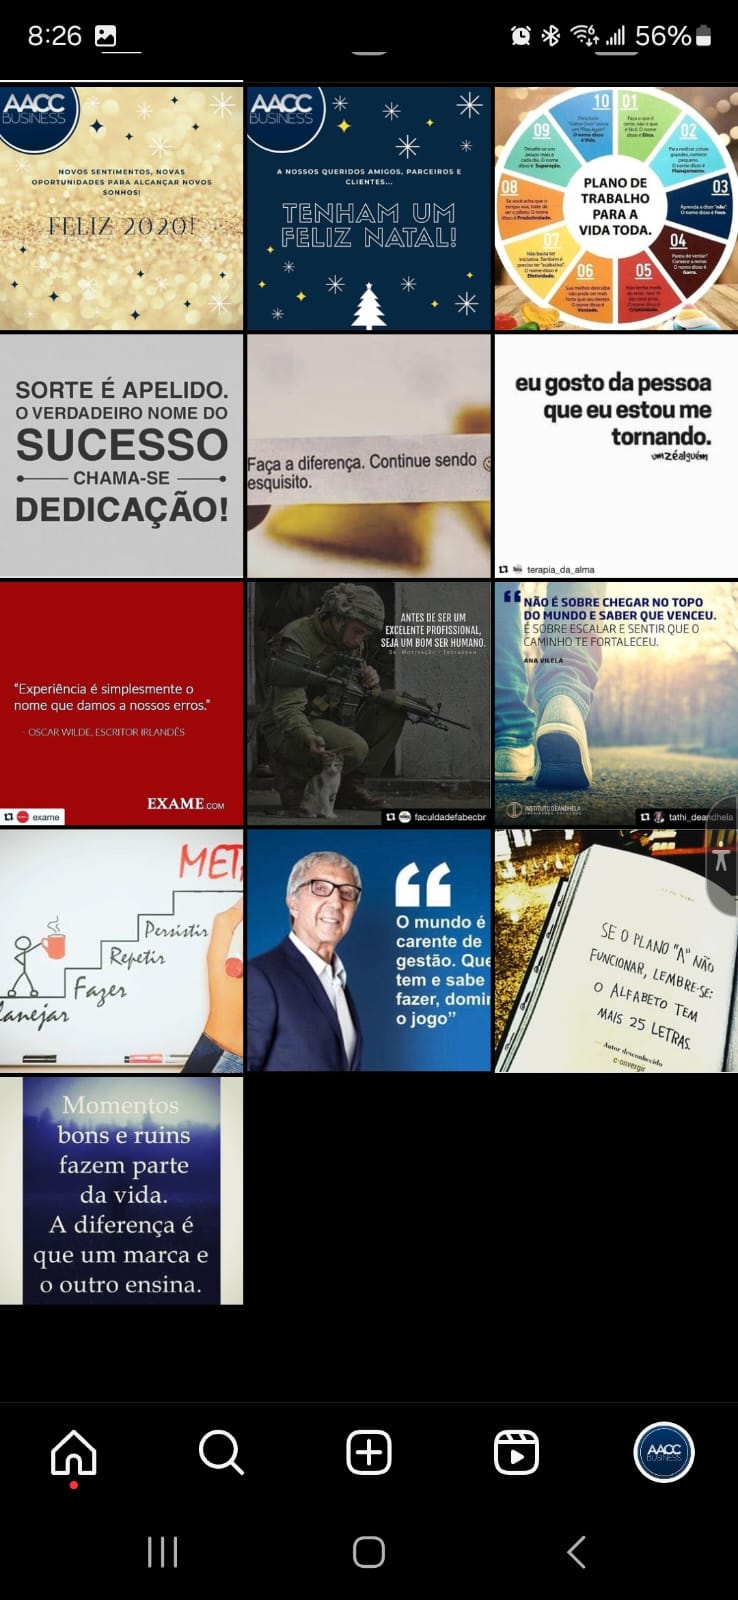 8:26
56%
AACC
BUSINESS
NOVOS SENTIMENTOS, NOVAS
OPORTUNIDADES PARA ALCANÇAR NOVOS
SONHOS!
FELIZ 2020!
AACC
BUSINESS
A NOSSOS QUERIDOS AMIGOS, PARCEIROS E
CLIENTES...
TENHAM UM
FELIZ NATAL!
PLANO DE
TRABALHO
PARA A
VIDA TODA.
01
02
03
04
05
06
07
08
09
10
SORTE É APELIDO.
O VERDADEIRO NOME DO
SUCESSO
CHAMA-SE
DEDICAÇÃO!
Faça a diferença. Continue sendo
esquisito.
eu gosto da pessoa
que eu estou me
tornando.
umzéalguém
terapia_da_alma
“Experiência é simplesmente o
nome que damos a nossos erros.”
- OSCAR WILDE, ESCRITOR IRLANDÊS
EXAME.COM
exame
ANTES DE SER UM
EXCELENTE PROFISSIONAL,
SEJA UM BOM SER HUMANO.
faculdadefabecbr
NÃO É SOBRE CHEGAR NO TOPO
DO MUNDO E SABER QUE VENCEU.
É SOBRE ESCALAR E SENTIR QUE O
CAMINHO TE FORTALECEU.
ANA VILELA
INSTITUTO DEANDHELA
tathi_deandhela
META
Persistir
Repetir
Fazer
lanejar
“
O mundo é
carente de
gestão. Que
tem e sabe
fazer, domin
o jogo”
SE O PLANO "A" NÃO
FUNCIONAR, LEMBRE-SE:
O ALFABETO TEM
MAIS 25 LETRAS.
Autor desconhecido
Momentos
bons e ruins
fazem parte
da vida.
A diferença é
que um marca e
o outro ensina.
AACC
BUSINESS